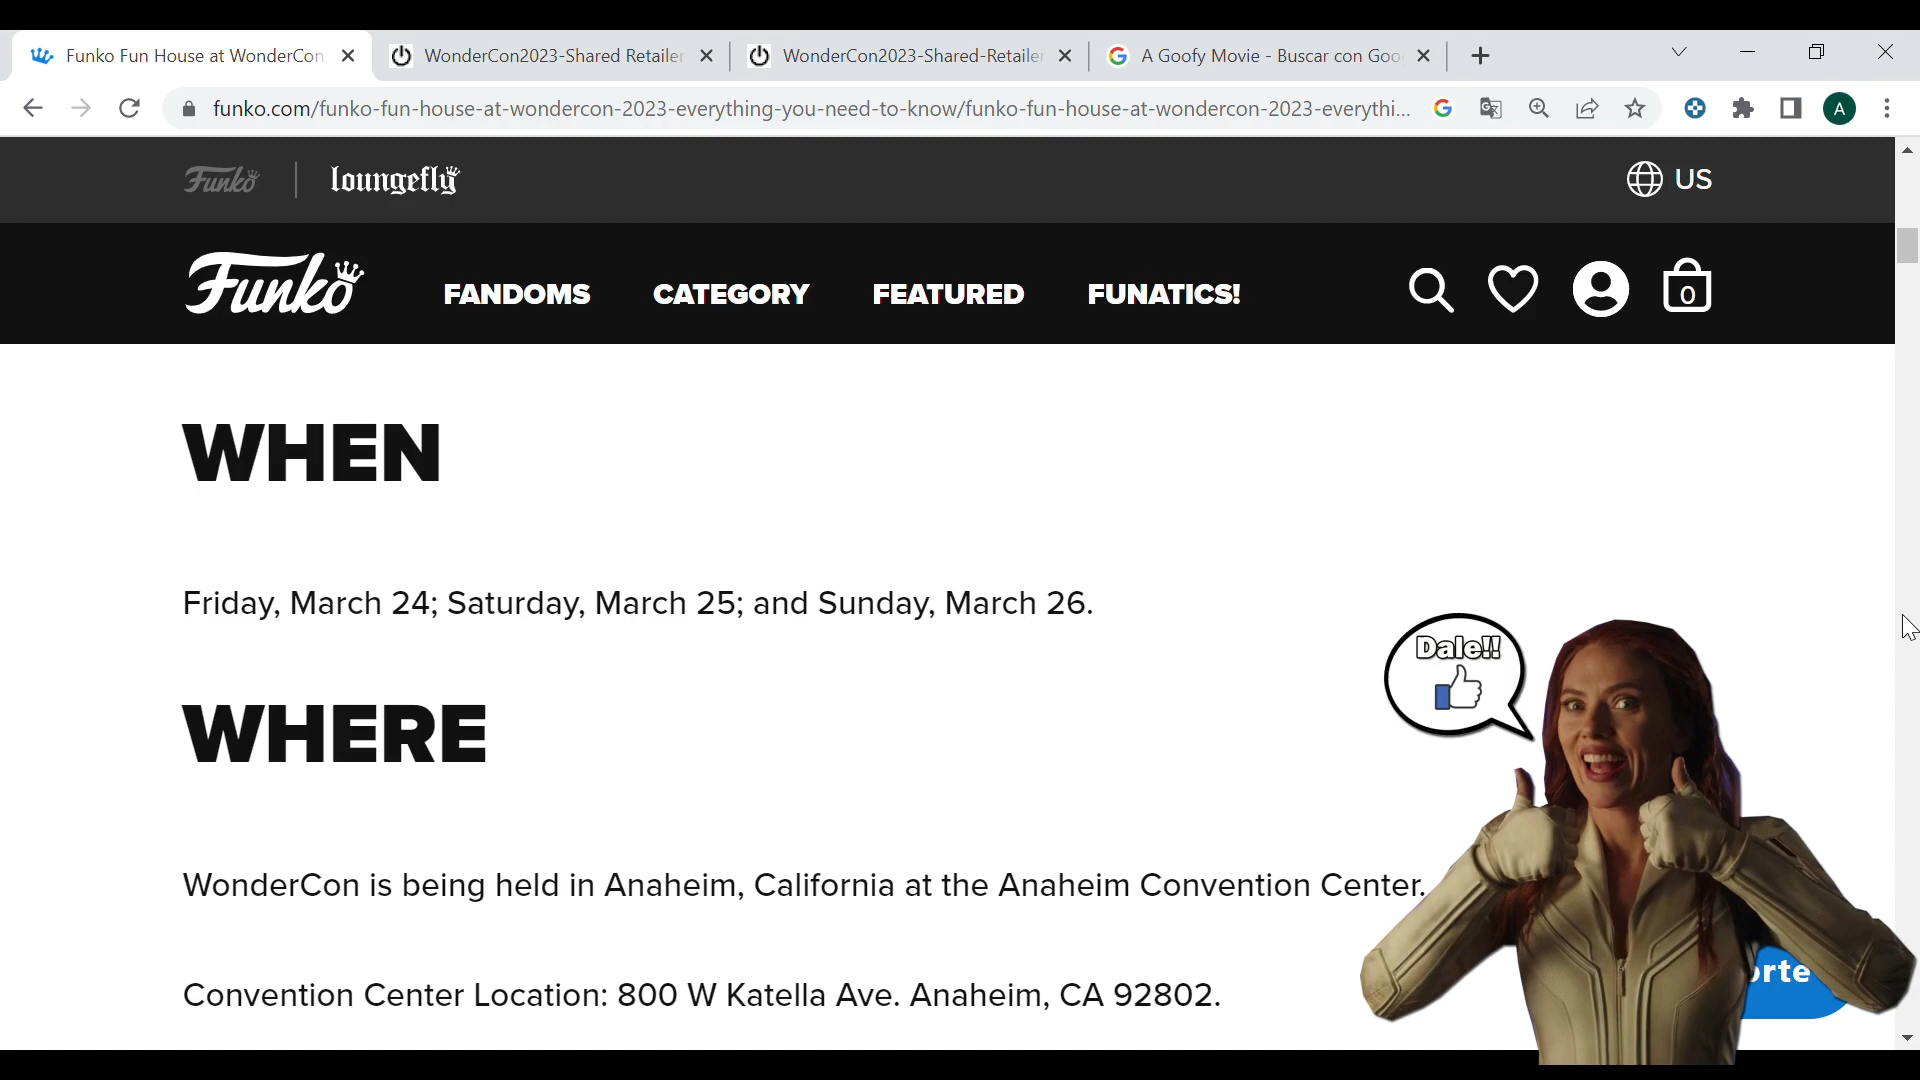 Funko Fun House at WonderCon
WonderCon2023-Shared Retailer
WonderCon2023-Shared-Retailer
A Goofy Movie - Buscar con Goo
funko.com/funko-fun-house-at-wondercon-2023-everything-you-need-to-know/funko-fun-house-at-wondercon-2023-everythi...
A
Funko
loungefly
US
Funko
FANDOMS
CATEGORY
FEATURED
FUNATICS!
0
WHEN
Friday, March 24; Saturday, March 25; and Sunday, March 26.
Dale!!
WHERE
WonderCon is being held in Anaheim, California at the Anaheim Convention Center.
orte
Convention Center Location: 800 W Katella Ave. Anaheim, CA 92802.